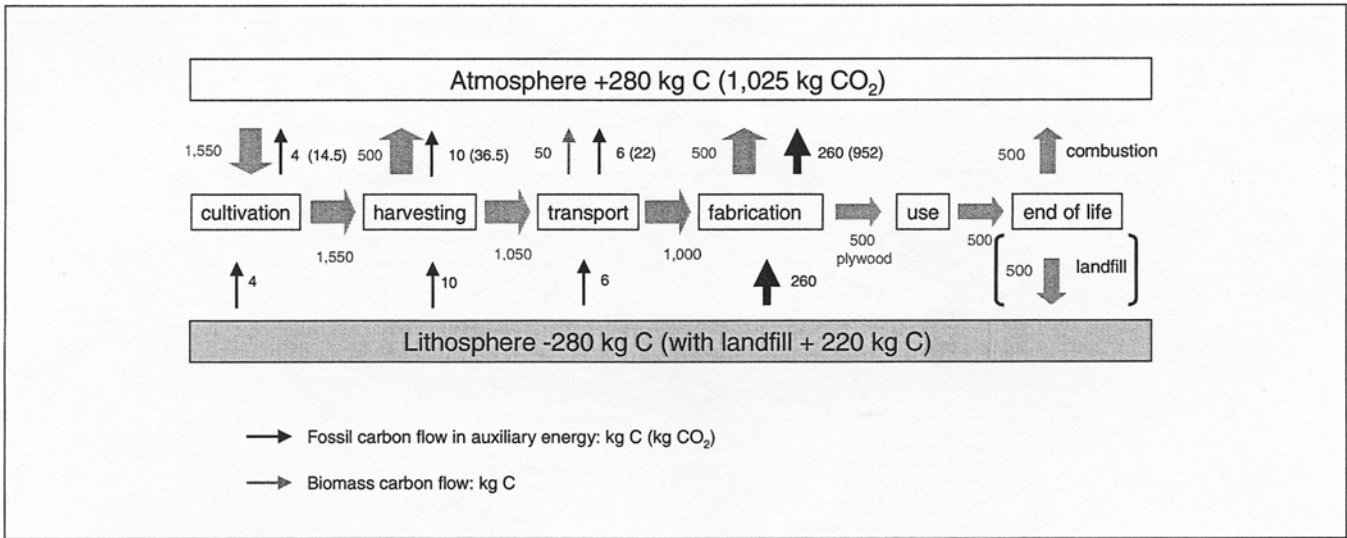 Atmosphere +280 kg C (1,025 kg CO₂)
1,550
4 (14.5)
500
10 (36.5)
50
6 (22)
500
260 (952)
500
combustion
cultivation
harvesting
transport
fabrication
use
end of life
1,550
1,050
1,000
500
plywood
500
4
10
6
260
500
landfill
Lithosphere -280 kg C (with landfill + 220 kg C)
Fossil carbon flow in auxiliary energy: kg C (kg CO₂)
Biomass carbon flow: kg C